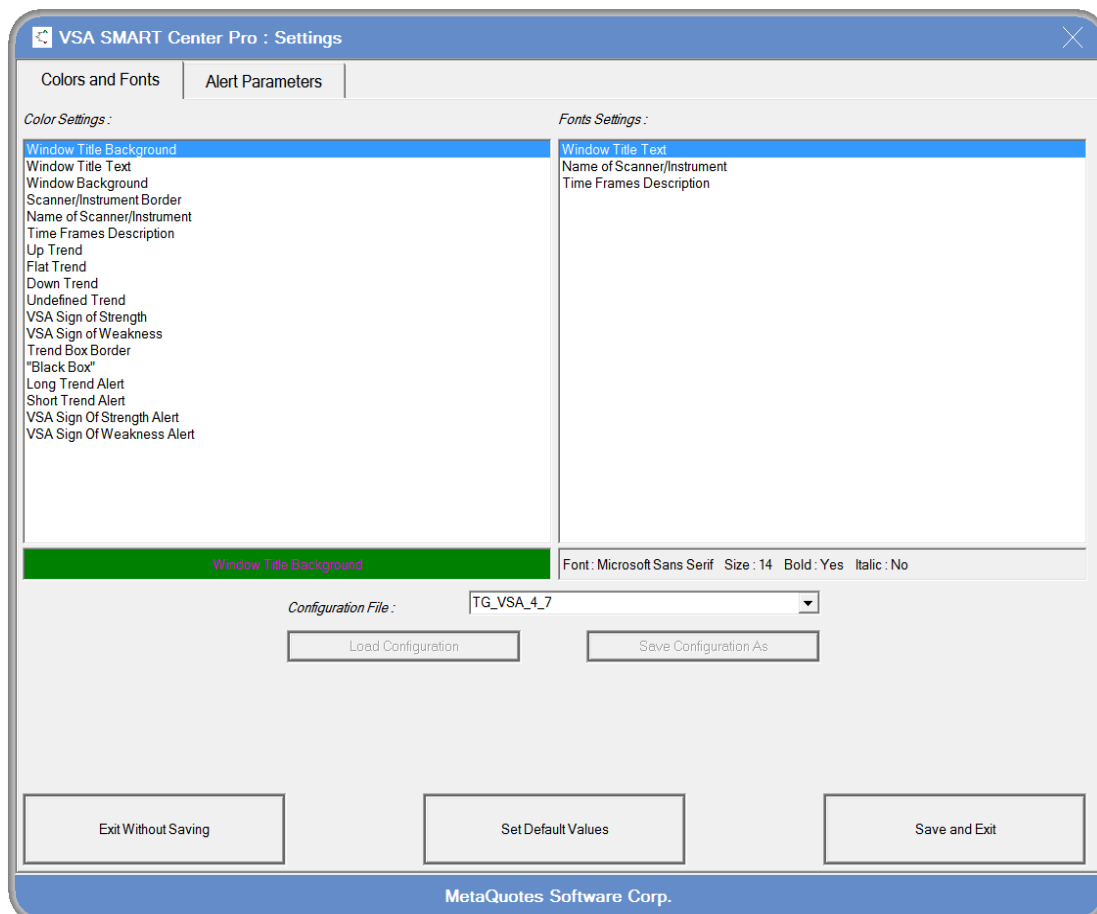 VSA SMART Center Pro : Settings
Colors and Fonts
Alert Parameters
Color Settings :
Window Title Background
Window Title Text
Window Background
Scanner/Instrument Border
Name of Scanner/Instrument
Time Frames Description
Up Trend
Flat Trend
Down Trend
Undefined Trend
VSA Sign of Strength
VSA Sign of Weakness
Trend Box Border
"Black Box"
Long Trend Alert
Short Trend Alert
VSA Sign Of Strength Alert
VSA Sign Of Weakness Alert
Window Title Background
Fonts Settings :
Window Title Text
Name of Scanner/Instrument
Time Frames Description
Font : Microsoft Sans Serif Size : 14 Bold : Yes Italic : No
Configuration File :
TG_VSA_4_7
Load Configuration
Save Configuration As
Exit Without Saving
Set Default Values
Save and Exit
MetaQuotes Software Corp.